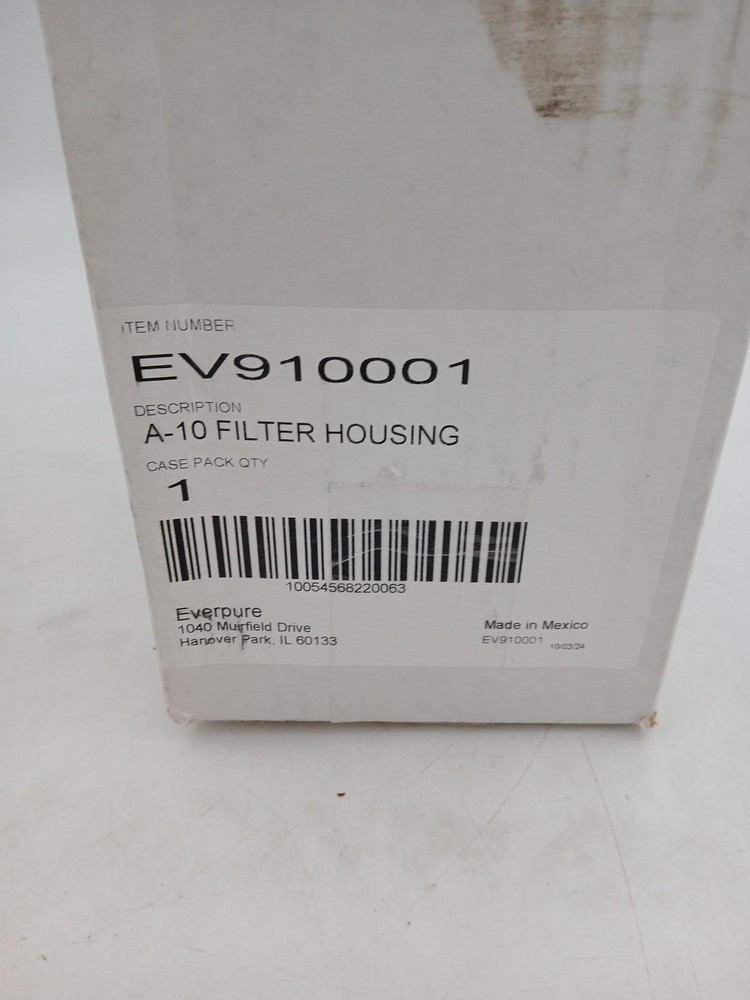 ITEM NUMBER
EV910001
DESCRIPTION
A-10 FILTER HOUSING
CASE PACK QTY
1
10054568220063
Everpure
1040 Muirfield Drive
Hanover Park, IL 60133
Made in Mexico
EV910001 10/03/24